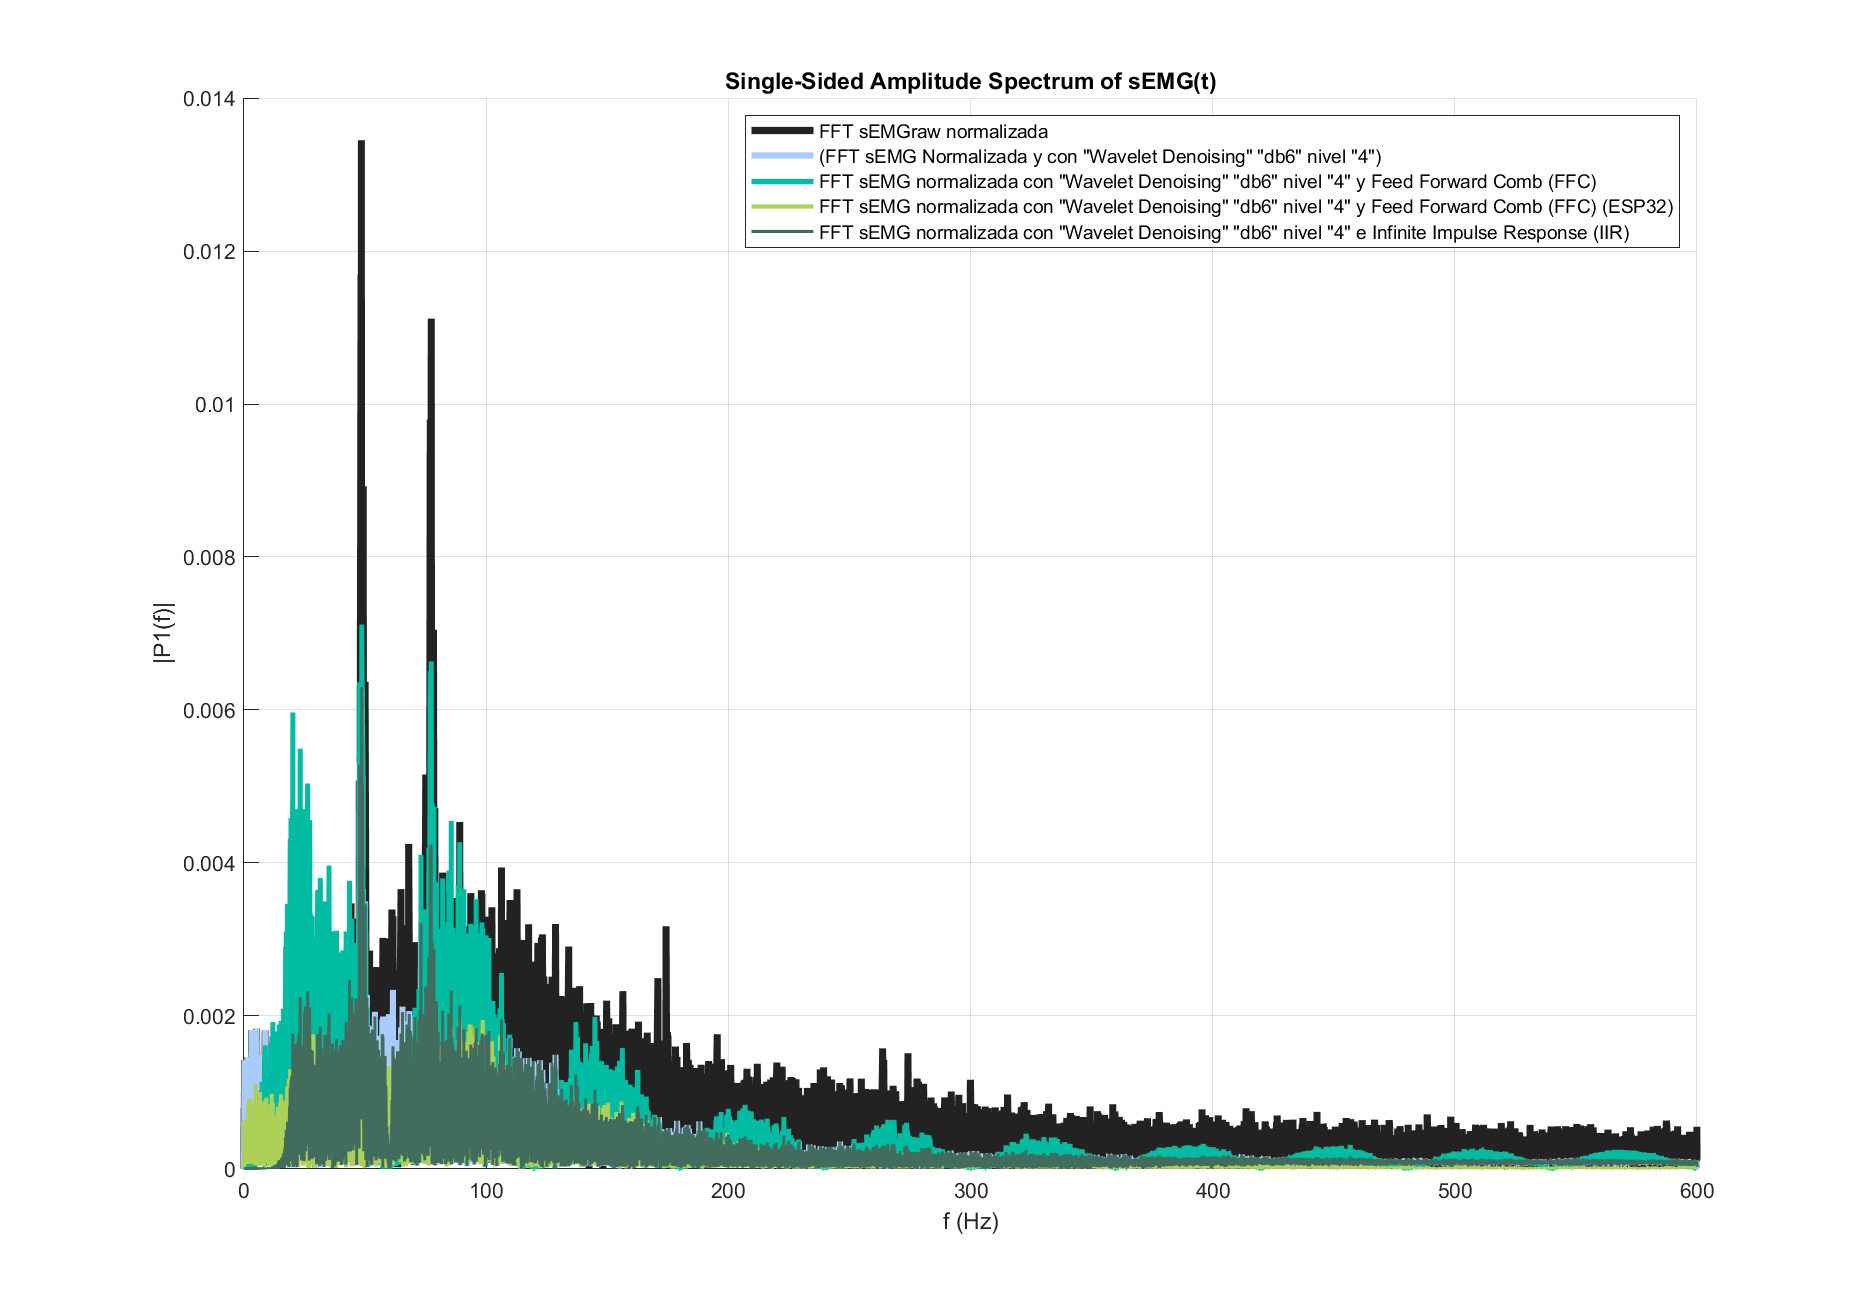 Single-Sided Amplitude Spectrum of sEMG(t)
FFT sEMGraw normalizada
(FFT sEMG Normalizada y con "Wavelet Denoising" "db6" nivel "4")
FFT sEMG normalizada con "Wavelet Denoising" "db6" nivel "4" y Feed Forward Comb (FFC)
FFT sEMG normalizada con "Wavelet Denoising" "db6" nivel "4" y Feed Forward Comb (FFC) (ESP32)
FFT sEMG normalizada con "Wavelet Denoising" "db6" nivel "4" e Infinite Impulse Response (IIR)
0.014
0.012
0.01
0.008
0.006
0.004
0.002
0
|P1(f)|
0 100 200 300 400 500 600
f (Hz)